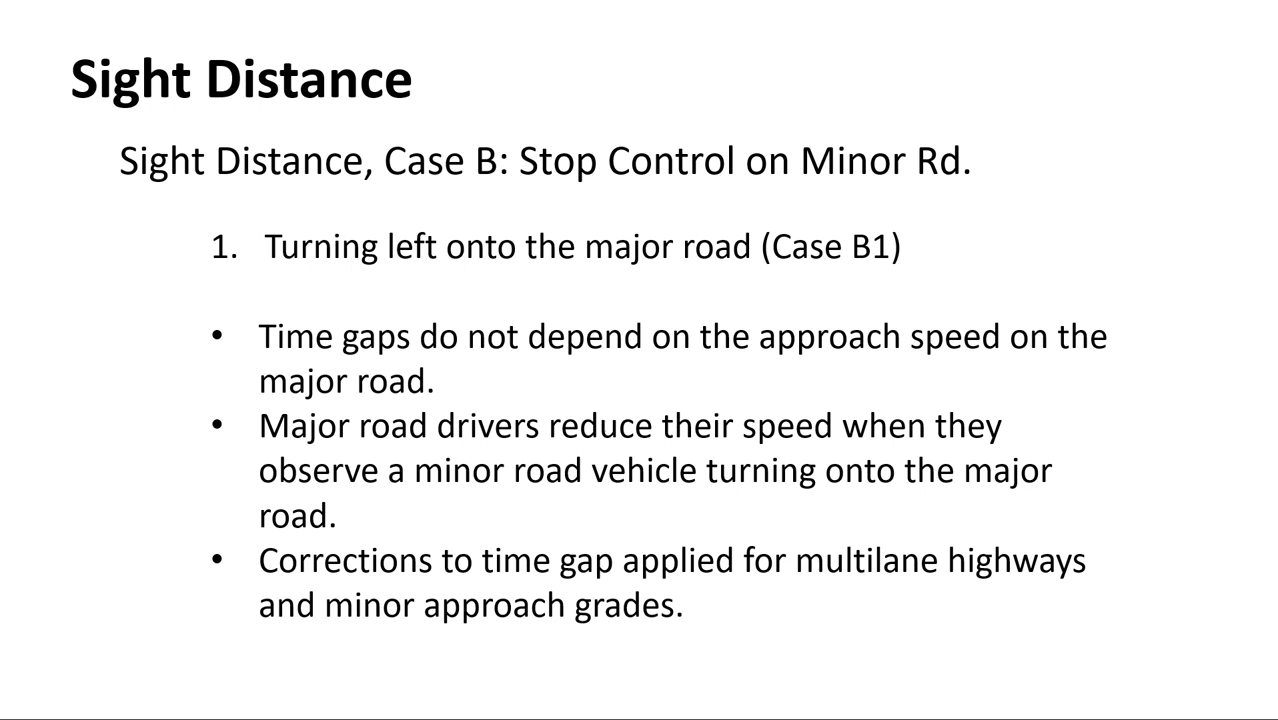 Sight Distance
Sight Distance, Case B: Stop Control on Minor Rd.
1. Turning left onto the major road (Case B1)
• Time gaps do not depend on the approach speed on the
major road.
• Major road drivers reduce their speed when they
observe a minor road vehicle turning onto the major
road.
• Corrections to time gap applied for multilane highways
and minor approach grades.